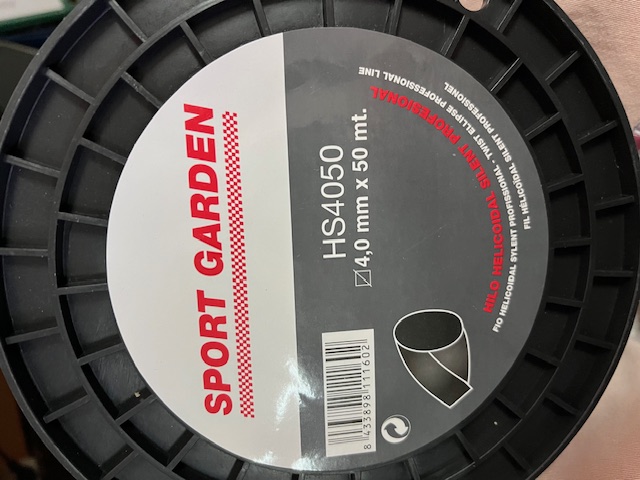 SPORT GARDEN
HS4050
4,0 mm x 50 mt.
HILO HELICOIDAL SILENT PROFESIONAL
FIO HELICOIDAL SYLENT PROFISSIONAL - TWIST ELLIPSE PROFESSIONAL LINE
FIL HÉLICOIDAL SILENT PROFESSIONEL
8 433898 111602